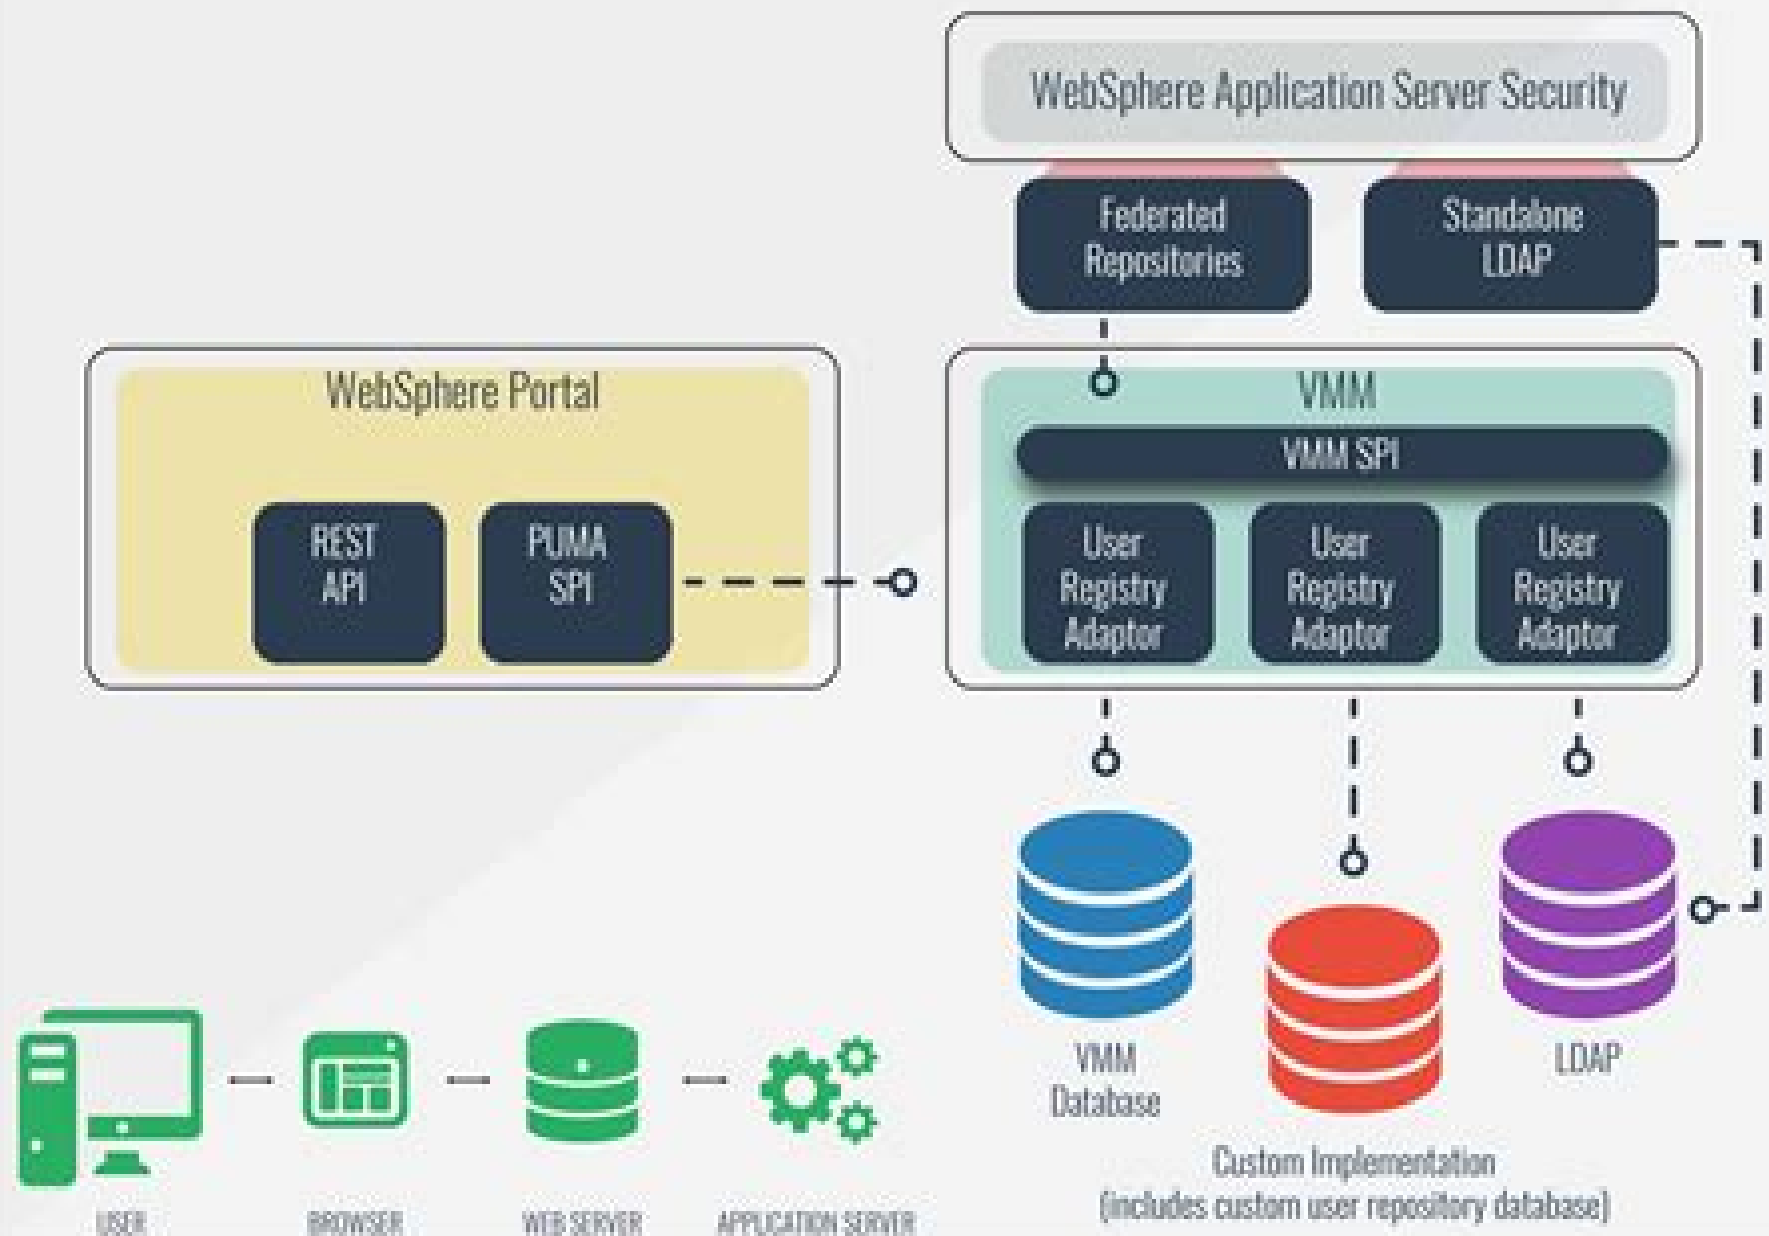 WebSphere Application Server Security
Federated
Repositories
Standalone
LDAP
WebSphere Portal
REST
API
PUMA
SPI
VMM
VMM SPI
User
Registry
Adaptor
User
Registry
Adaptor
User
Registry
Adaptor
VMM
Database
LDAP
Custom Implementation
(includes custom user repository database)
USER
BROWSER
WEB SERVER
APPLICATION SERVER